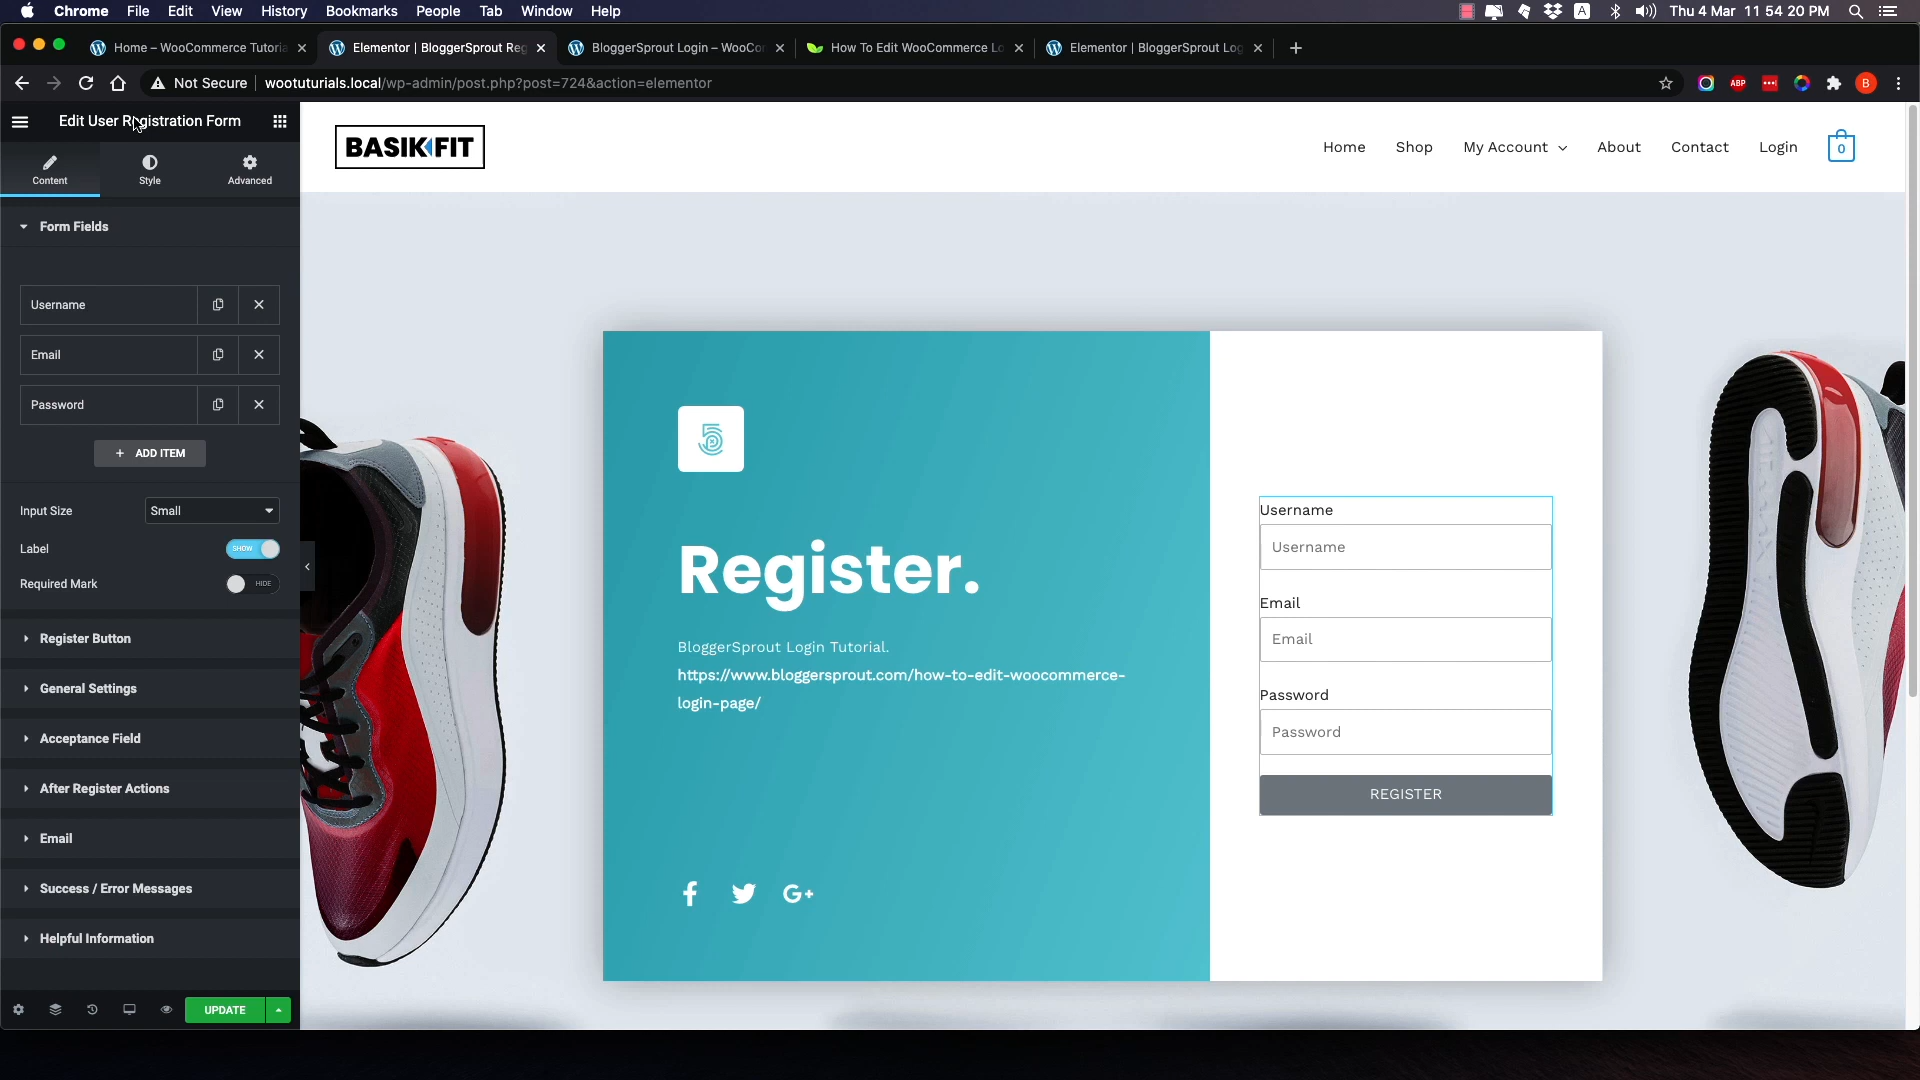 Chrome File Edit View History Bookmarks People Tab Window Help A Thu 4 Mar 11 54 20 PM
Home – WooCommerce Tutoria Elementor | BloggerSprout Reg BloggerSprout Login – WooCom How To Edit WooCommerce Lo Elementor | BloggerSprout Log
Not Secure wootuturials.local/wp-admin/post.php?post=724&action=elementor ABP B
Edit User Registration Form
Content Style Advanced
Form Fields
Username
Email
Password
ADD ITEM
Input Size Small
Label SHOW
Required Mark HIDE
Register Button
General Settings
Acceptance Field
After Register Actions
Email
Success / Error Messages
Helpful Information
UPDATE
BASIKFIT
Home Shop My Account About Contact Login 0
Register.
BloggerSprout Login Tutorial.
https://www.bloggersprout.com/how-to-edit-woocommerce-
login-page/
G+
Username
Username
Email
Email
Password
Password
REGISTER